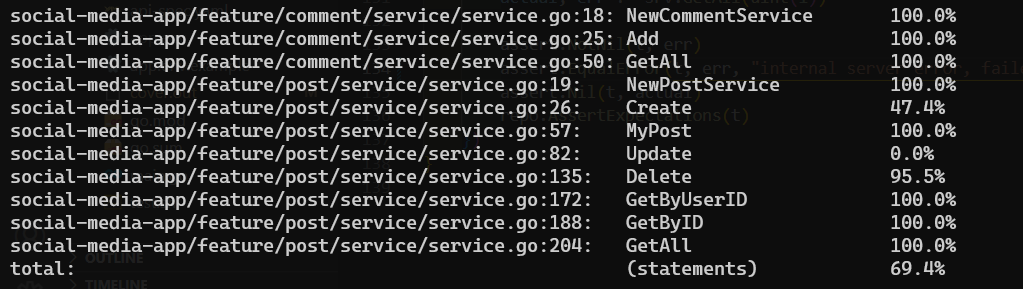 social-media-app/feature/comment/service/service.go:18: NewCommentService 100.0%
social-media-app/feature/comment/service/service.go:25: Add 100.0%
social-media-app/feature/comment/service/service.go:50: GetAll 100.0%
social-media-app/feature/post/service/service.go:19: NewPostService 100.0%
social-media-app/feature/post/service/service.go:26: Create 47.4%
social-media-app/feature/post/service/service.go:57: MyPost 100.0%
social-media-app/feature/post/service/service.go:82: Update 0.0%
social-media-app/feature/post/service/service.go:135: Delete 95.5%
social-media-app/feature/post/service/service.go:172: GetByUserID 100.0%
social-media-app/feature/post/service/service.go:188: GetByID 100.0%
social-media-app/feature/post/service/service.go:204: GetAll 100.0%
OUTLINE
total: (statements) 69.4%
TIMELINE